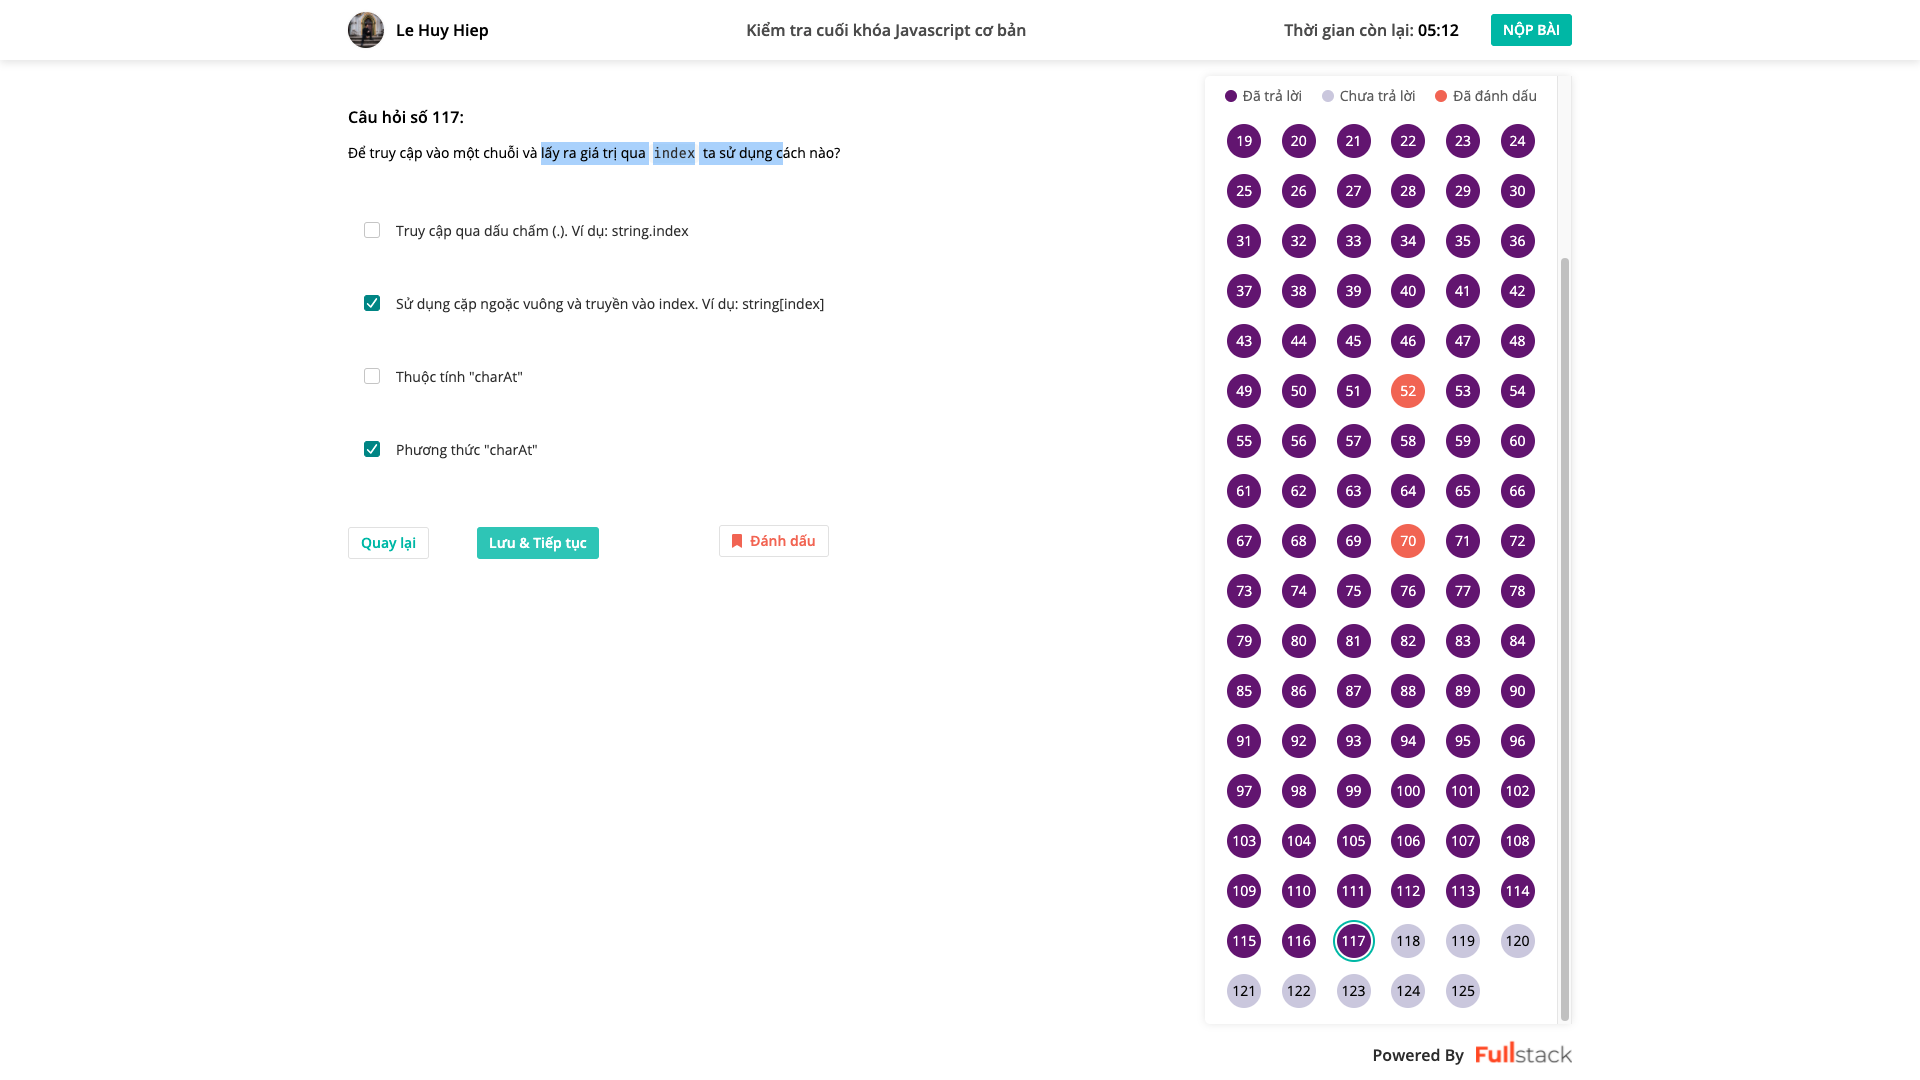 Le Huy Hiep
Kiểm tra cuối khóa Javascript cơ bản
Thời gian còn lại: 05:12
NỘP BÀI
Câu hỏi số 117:
Để truy cập vào một chuỗi và lấy ra giá trị qua index ta sử dụng cách nào?
Truy cập qua dấu chấm (.). Ví dụ: string.index
Sử dụng cặp ngoặc vuông và truyền vào index. Ví dụ: string[index]
Thuộc tính "charAt"
Phương thức "charAt"
Quay lại
Lưu & Tiếp tục
Đánh dấu
Đã trả lời
Chưa trả lời
Đã đánh dấu
19 20 21 22 23 24
25 26 27 28 29 30
31 32 33 34 35 36
37 38 39 40 41 42
43 44 45 46 47 48
49 50 51 52 53 54
55 56 57 58 59 60
61 62 63 64 65 66
67 68 69 70 71 72
73 74 75 76 77 78
79 80 81 82 83 84
85 86 87 88 89 90
91 92 93 94 95 96
97 98 99 100 101 102
103 104 105 106 107 108
109 110 111 112 113 114
115 116 117 118 119 120
121 122 123 124 125
Powered By Fullstack